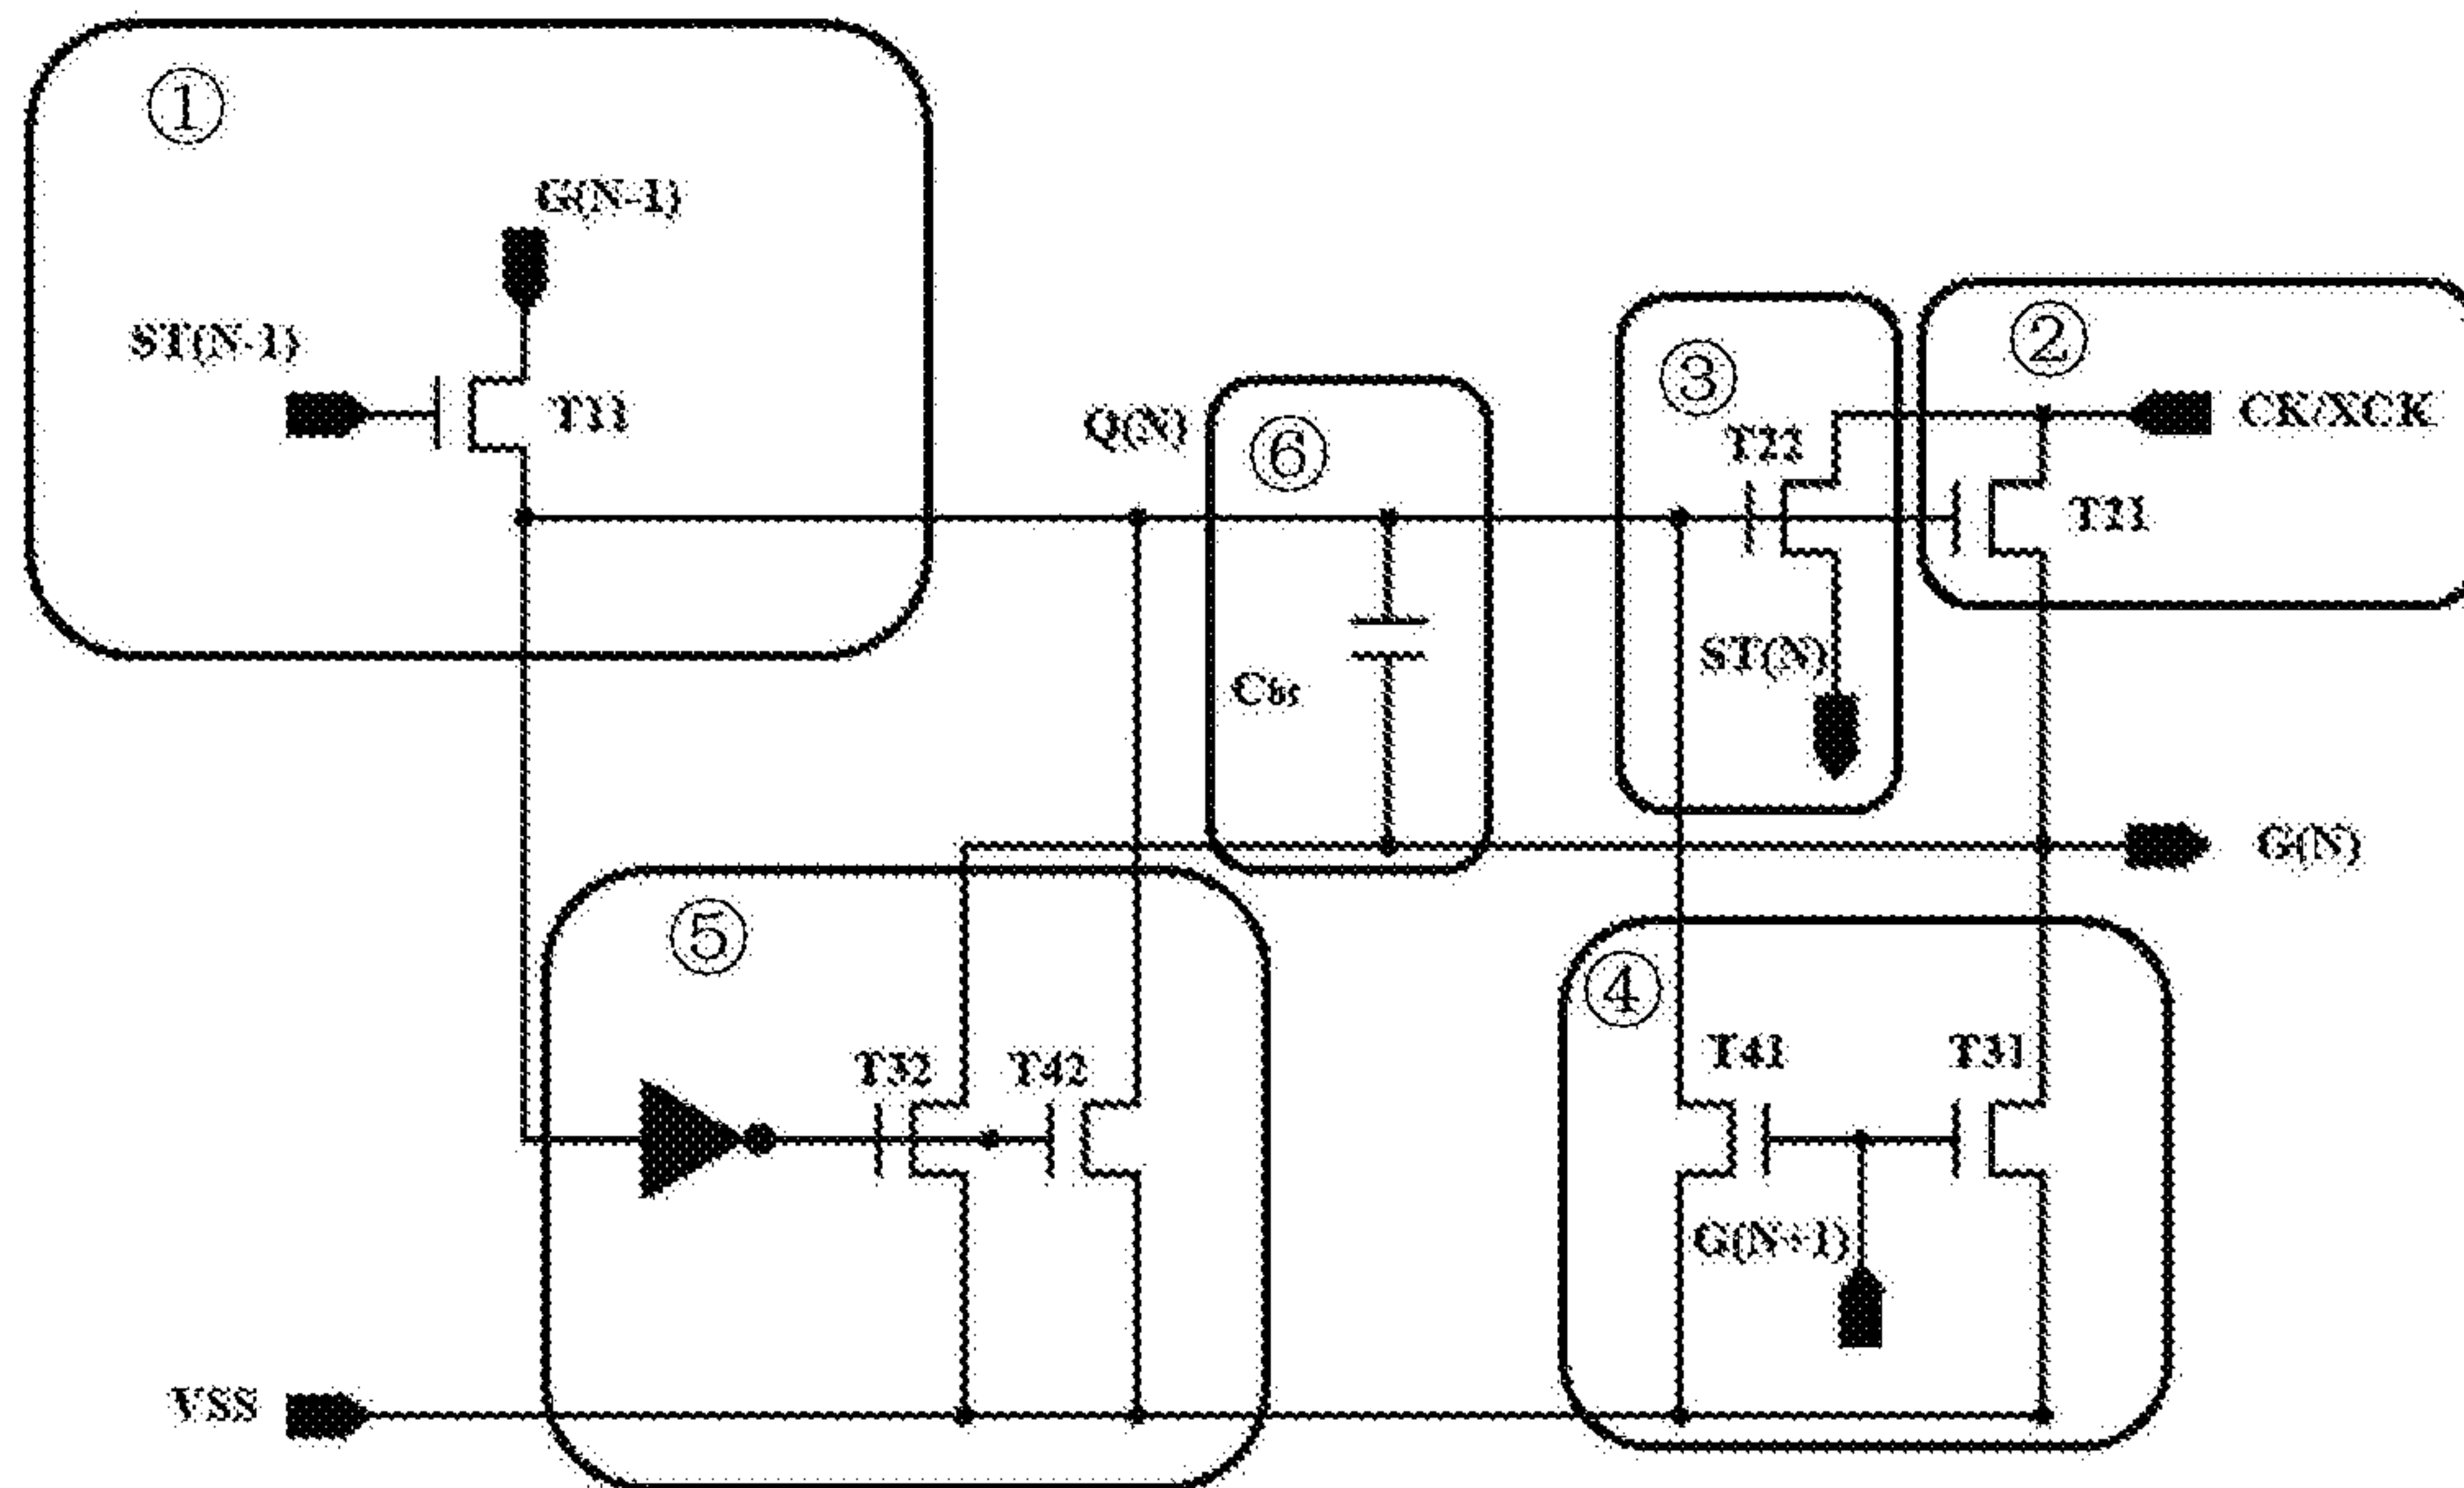 ①
G(N-1)
ST(N-1)
T11
Q(N)
⑥
③
②
CK/XCK
T22
T21
ST(N)
G(N)
⑤
④
T32
T42
T41
T31
G(N+1)
VSS